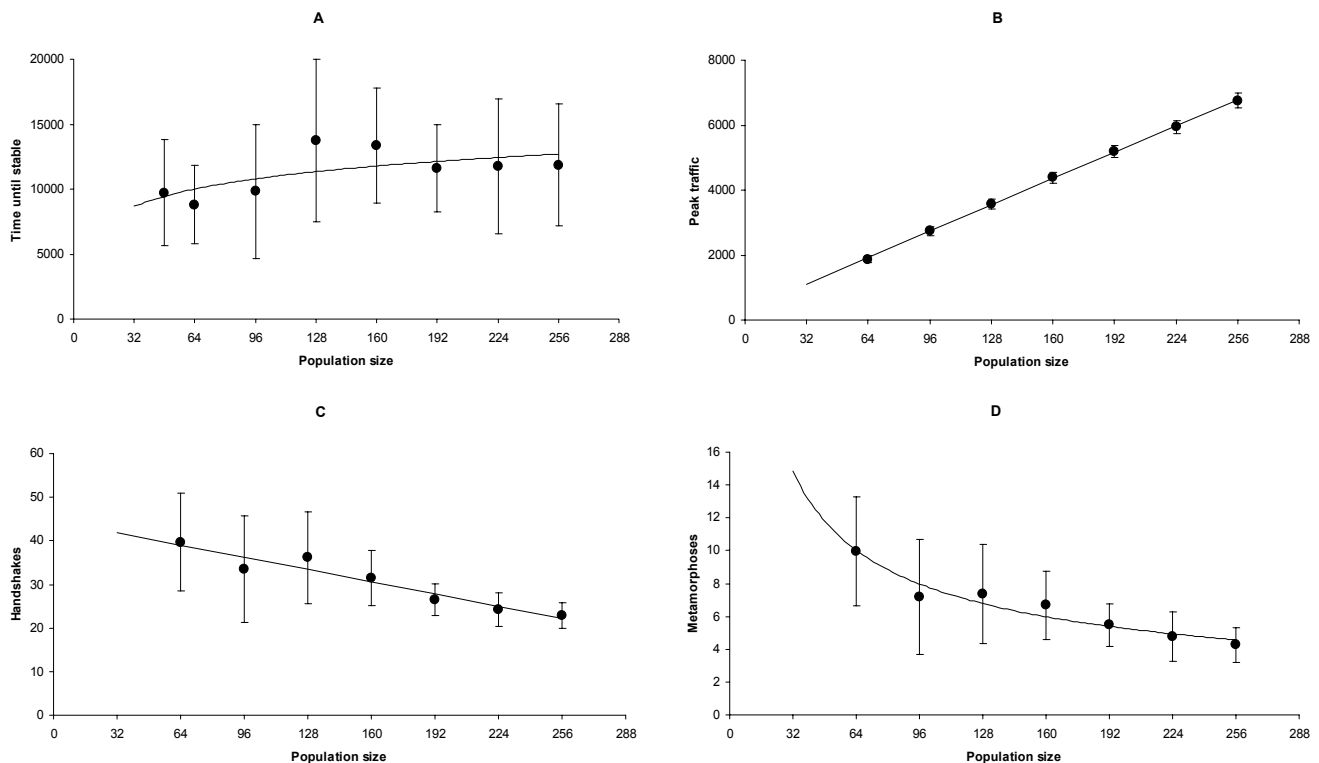 A
Time until stable
20000
15000
10000
5000
0
0 32 64 96 128 160 192 224 256 288
Population size
B
Peak traffic
8000
6000
4000
2000
0
0 32 64 96 128 160 192 224 256 288
Population size
C
Handshakes
60
50
40
30
20
10
0
0 32 64 96 128 160 192 224 256 288
Population size
D
Metamorphoses
16
14
12
10
8
6
4
2
0
0 32 64 96 128 160 192 224 256 288
Population size